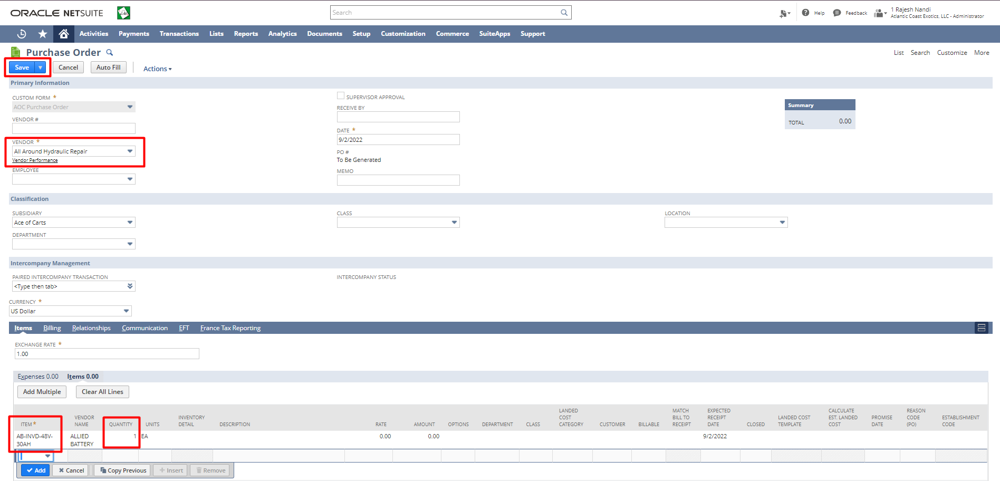 ORACLE NETSUITE
Search
Help
Feedback
1 Rajesh Nandi
Atlantic Coast Exotics, LLC - Administrator
Activities Payments Transactions Lists Reports Analytics Documents Setup Customization Commerce SuiteApps Support
Purchase Order
List Search Customize More
Save Cancel Auto Fill Actions
Primary Information
CUSTOM FORM *
AOC Purchase Order
VENDOR #
VENDOR *
All Around Hydraulic Repair
Vendor Performance
EMPLOYEE
SUPERVISOR APPROVAL
RECEIVE BY
DATE *
9/2/2022
PO #
To Be Generated
MEMO
Summary
TOTAL 0.00
Classification
SUBSIDIARY
Ace of Carts
DEPARTMENT
CLASS
LOCATION
Intercompany Management
PAIRED INTERCOMPANY TRANSACTION
<Type then tab>
INTERCOMPANY STATUS
CURRENCY *
US Dollar
Items Billing Relationships Communication EFT France Tax Reporting
EXCHANGE RATE *
1.00
Expenses 0.00 Items 0.00
Add Multiple Clear All Lines
ITEM * VENDOR NAME QUANTITY UNITS INVENTORY DETAIL DESCRIPTION RATE AMOUNT OPTIONS DEPARTMENT CLASS LANDED COST CATEGORY CUSTOMER BILLABLE MATCH BILL TO RECEIPT EXPECTED RECEIPT DATE CLOSED LANDED COST TEMPLATE CALCULATE EST. LANDED COST PROMISE DATE REASON CODE (PO) ESTABLISHMENT CODE
AB-INVD-48V-30AH ALLIED BATTERY 1 EA 0.00 0.00 9/2/2022
Add Cancel Copy Previous Insert Remove